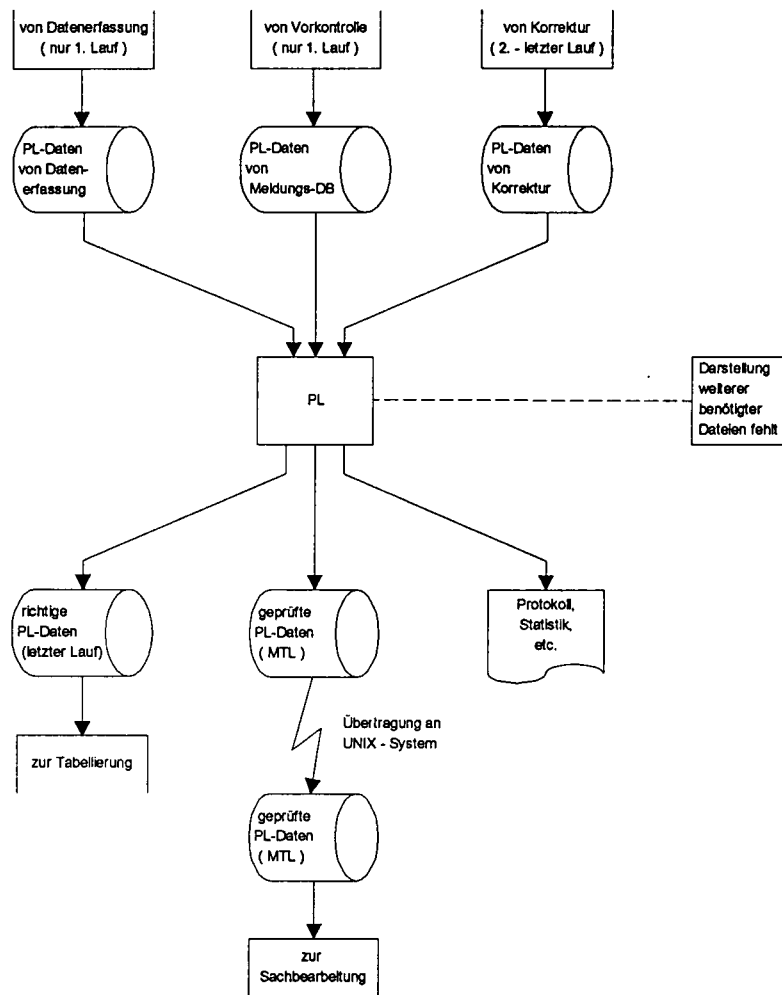 von Datenerfassung
( nur 1. Lauf )
von Vorkontrolle
( nur 1. Lauf )
von Korrektur
( 2. - letzter Lauf )
PL-Daten
von Daten-
erfassung
PL-Daten
von
Meldungs-DB
PL-Daten
von
Korrektur
PL
Darstellung
weiterer
benötigter
Dateien fehlt
richtige
PL-Daten
(letzter Lauf)
geprüfte
PL-Daten
( MTL )
Protokoll,
Statistik,
etc.
Übertragung an
UNIX - System
zur Tabellierung
geprüfte
PL-Daten
( MTL )
zur
Sachbearbeitung